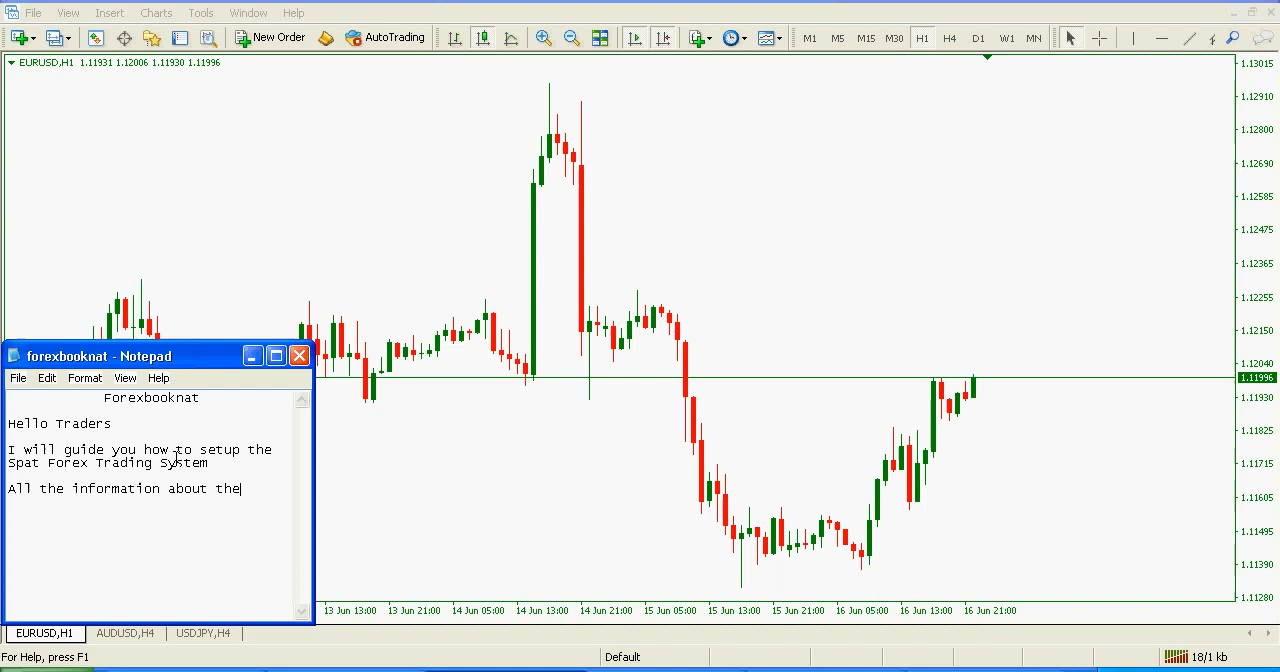 File View Insert Charts Tools Window Help
New Order AutoTrading M1 M5 M15 M30 H1 H4 D1 W1 MN
EURUSD,H1 1.11931 1.12006 1.11930 1.11996
1.13015
1.12910
1.12800
1.12690
1.12585
1.12475
1.12365
1.12255
1.12150
1.12040
1.11996
1.11930
1.11825
1.11715
1.11605
1.11495
1.11390
1.11280
forexbooknat - Notepad
File Edit Format View Help
Forexbooknat
Hello Traders
I will guide you how to setup the
Spat Forex Trading System
All the information about the
13 Jun 13:00 13 Jun 21:00 14 Jun 05:00 14 Jun 13:00 14 Jun 21:00 15 Jun 05:00 15 Jun 13:00 15 Jun 21:00 16 Jun 05:00 16 Jun 13:00 16 Jun 21:00
EURUSD,H1 AUDUSD,H4 USDJPY,H4
For Help, press F1 Default 18/1 kb